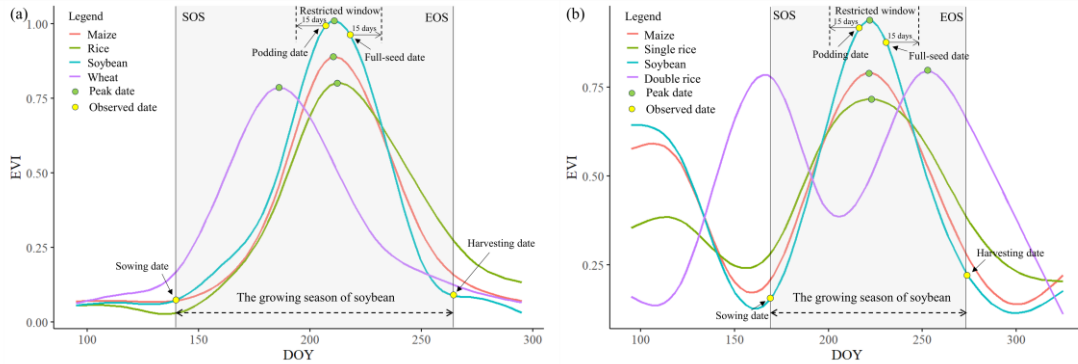 (a)
SOS
Restricted window
EOS
15 days
15 days
Legend
Maize
Rice
Soybean
Wheat
Peak date
Observed date
Podding date
Full-seed date
Sowing date
Harvesting date
The growing season of soybean
EVI
1.00
0.75
0.50
0.25
0.00
100
150
200
250
300
DOY
(b)
SOS
Restricted window
EOS
15 days
15 days
Legend
Maize
Single rice
Soybean
Double rice
Peak date
Observed date
Podding date
Full-seed date
Sowing date
Harvesting date
The growing season of soybean
EVI
0.75
0.50
0.25
100
150
200
250
300
DOY